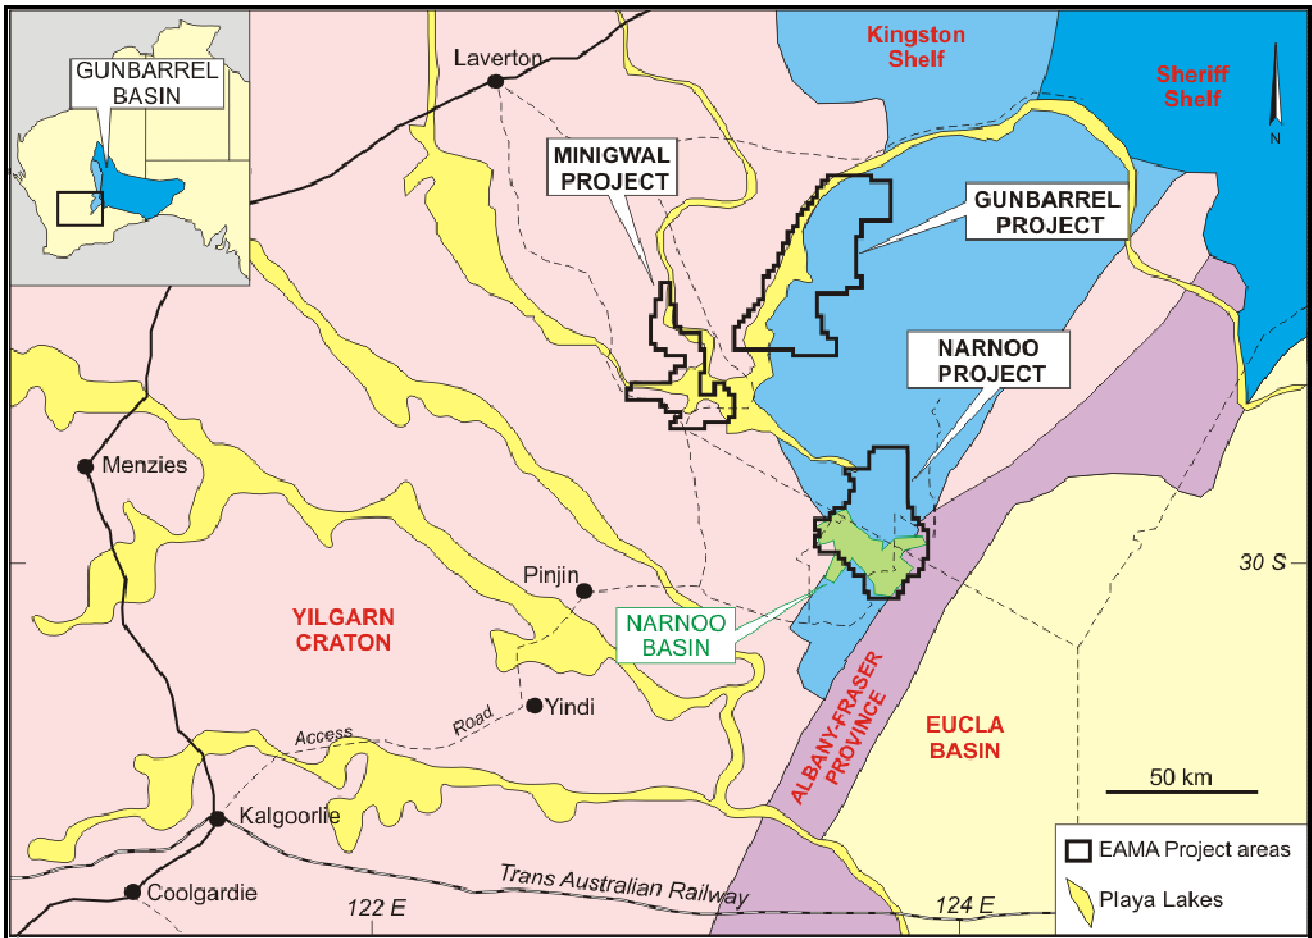 GUNBARREL
BASIN
Laverton
Kingston
Shelf
Sheriff
Shelf
N
MINIGWAL
PROJECT
GUNBARREL
PROJECT
NARNOO
PROJECT
Menzies
30 S
Pinjin
YILGARN
CRATON
NARNOO
BASIN
Yindi
Access Road
ALBANY-FRASER
PROVINCE
EUCLA
BASIN
50 km
Kalgoorlie
EAMA Project areas
Playa Lakes
Coolgardie
Trans Australian Railway
122 E
124 E